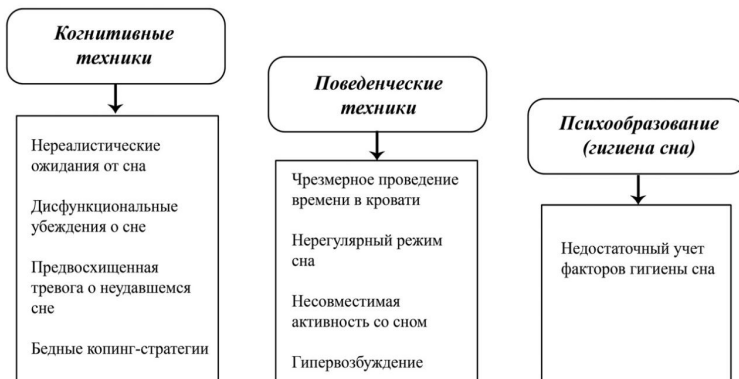 Когнитивные
техники
Нереалистические
ожидания от сна
Дисфункциональные
убеждения о сне
Предвосхищенная
тревога о неудавшемся
сне
Бедные копинг-стратегии
Поведенческие
техники
Чрезмерное проведение
времени в кровати
Нерегулярный режим
сна
Несовместимая
активность со сном
Гипервозбуждение
Психообразование
(гигиена сна)
Недостаточный учет
факторов гигиены сна